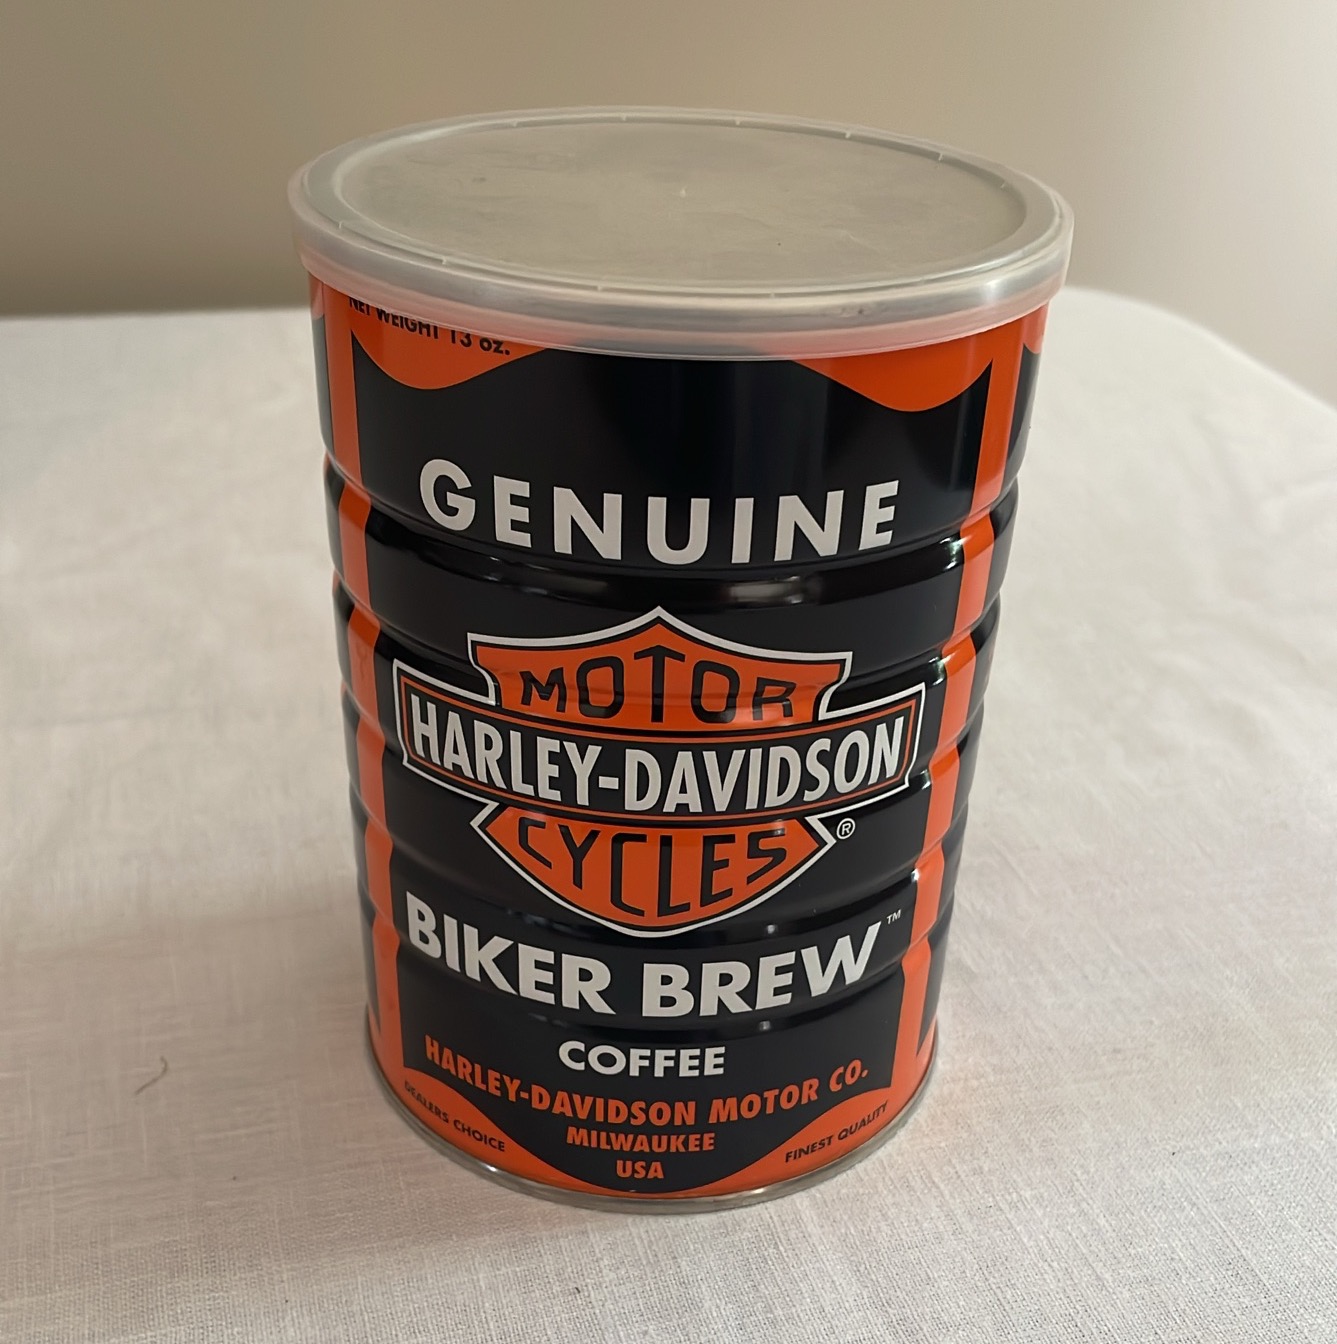 NET WEIGHT 13 oz.
GENUINE
MOTOR
HARLEY-DAVIDSON
CYCLES ®
BIKER BREW™
COFFEE
HARLEY-DAVIDSON MOTOR CO.
MILWAUKEE
USA
DEALERS CHOICE
FINEST QUALITY